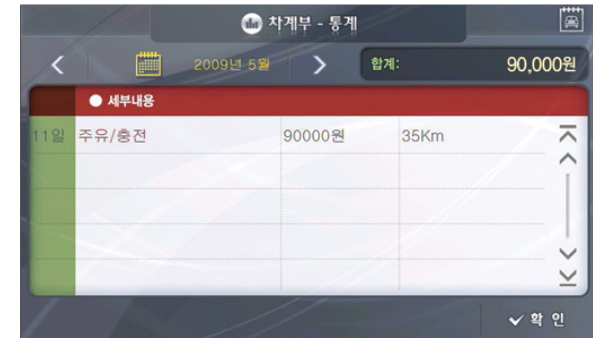 차계부 - 통계
2009년 5월
합계: 90,000원
세부내용
11일 주유/충전 90000원 35Km
확 인